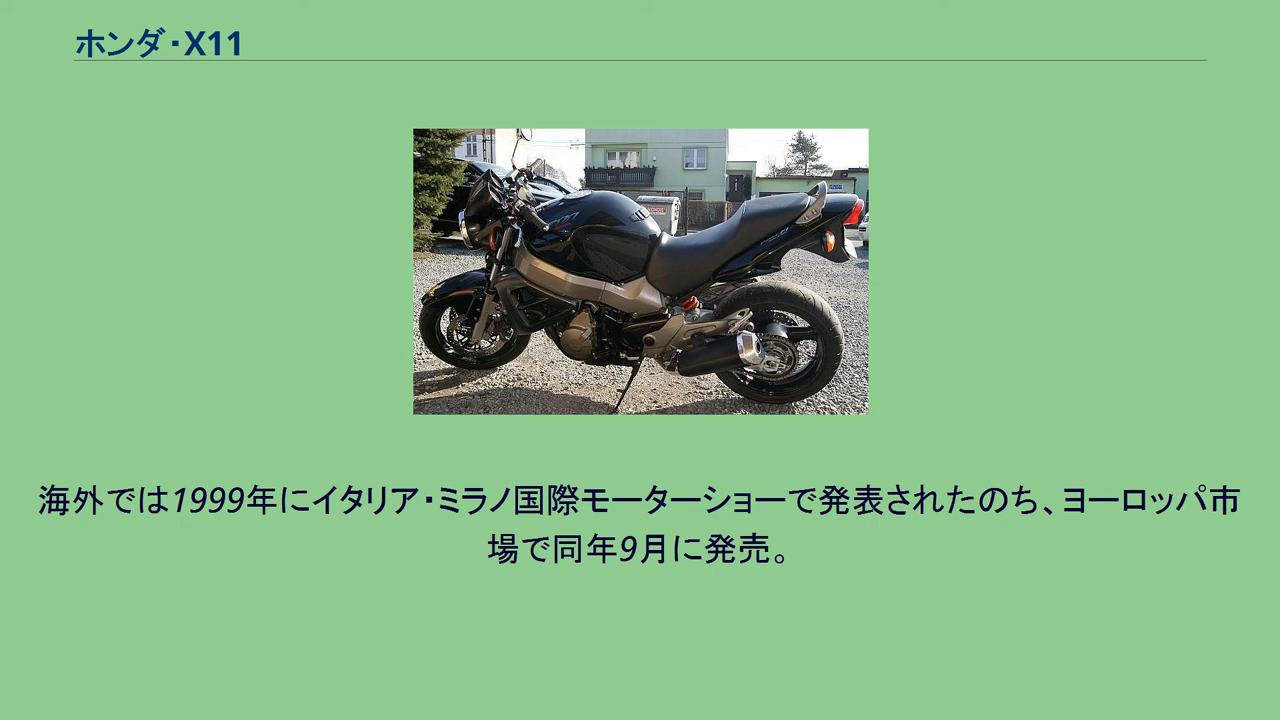 ホンダ・X11
海外では1999年にイタリア・ミラノ国際モーターショーで発表されたのち、ヨーロッパ市
場で同年9月に発売。